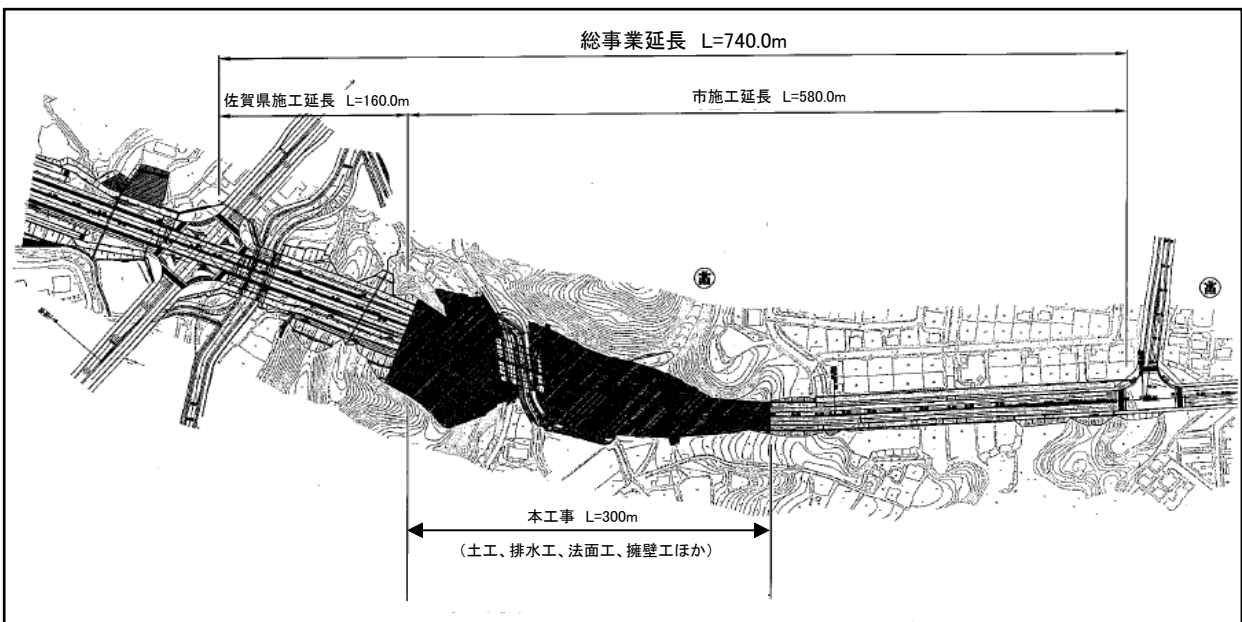 総事業延長 L=740.0m
佐賀県施工延長 L=160.0m
市施工延長 L=580.0m
本工事 L=300m
(土工、排水工、法面工、擁壁工ほか)